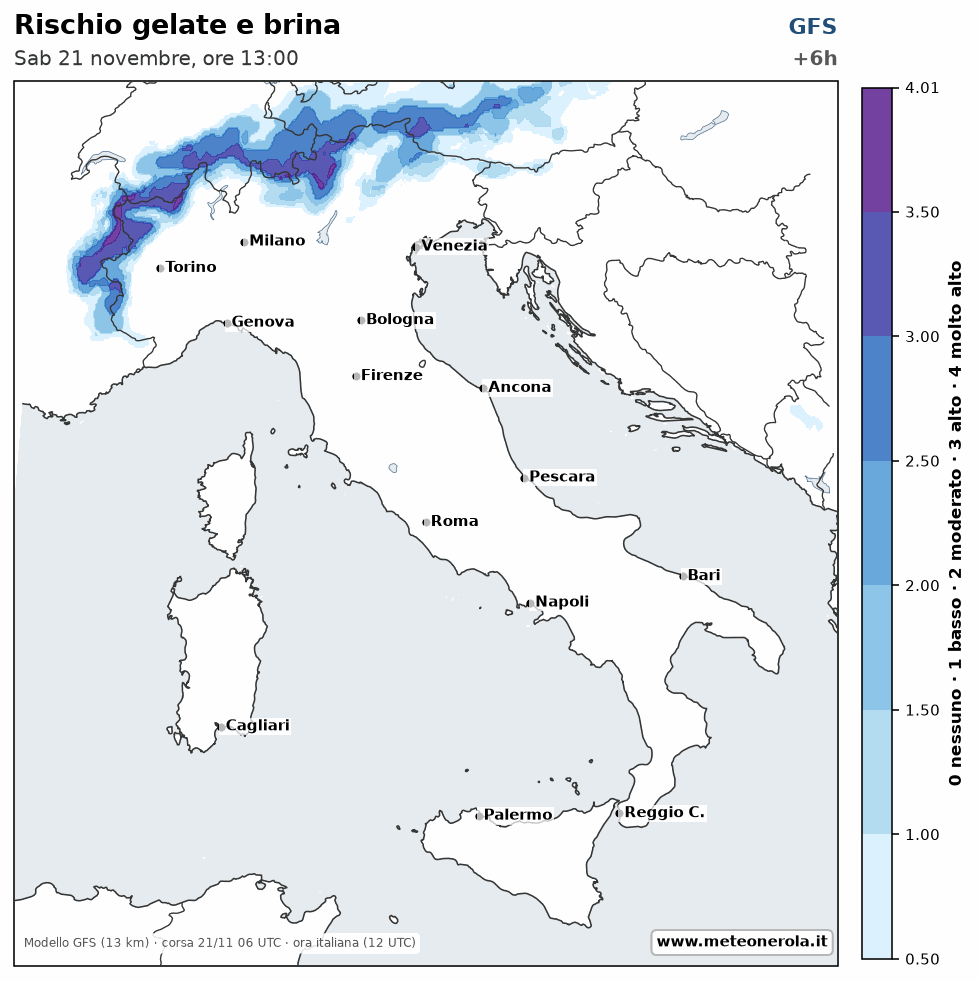 Rischio gelate e brina
GFS
Sab 21 novembre, ore 13:00
+6h
4.01
3.50
3.00
2.50
2.00
1.50
1.00
0.50
0 nessuno · 1 basso · 2 moderato · 3 alto · 4 molto alto
Milano
Venezia
Torino
Genova
Bologna
Firenze
Ancona
Pescara
Roma
Bari
Napoli
Cagliari
Palermo
Reggio C.
Modello GFS (13 km) · corsa 21/11 06 UTC · ora italiana (12 UTC)
www.meteonerola.it